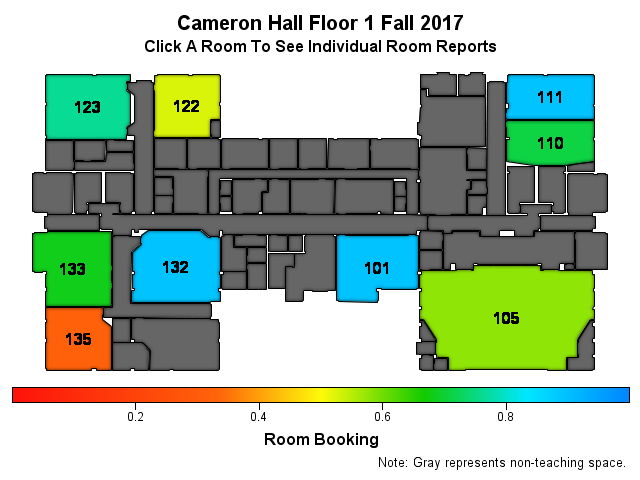 Cameron Hall Floor 1 Fall 2017
Click A Room To See Individual Room Reports
123
122
111
110
133
132
101
105
135
0.2 0.4 0.6 0.8
Room Booking
Note: Gray represents non-teaching space.